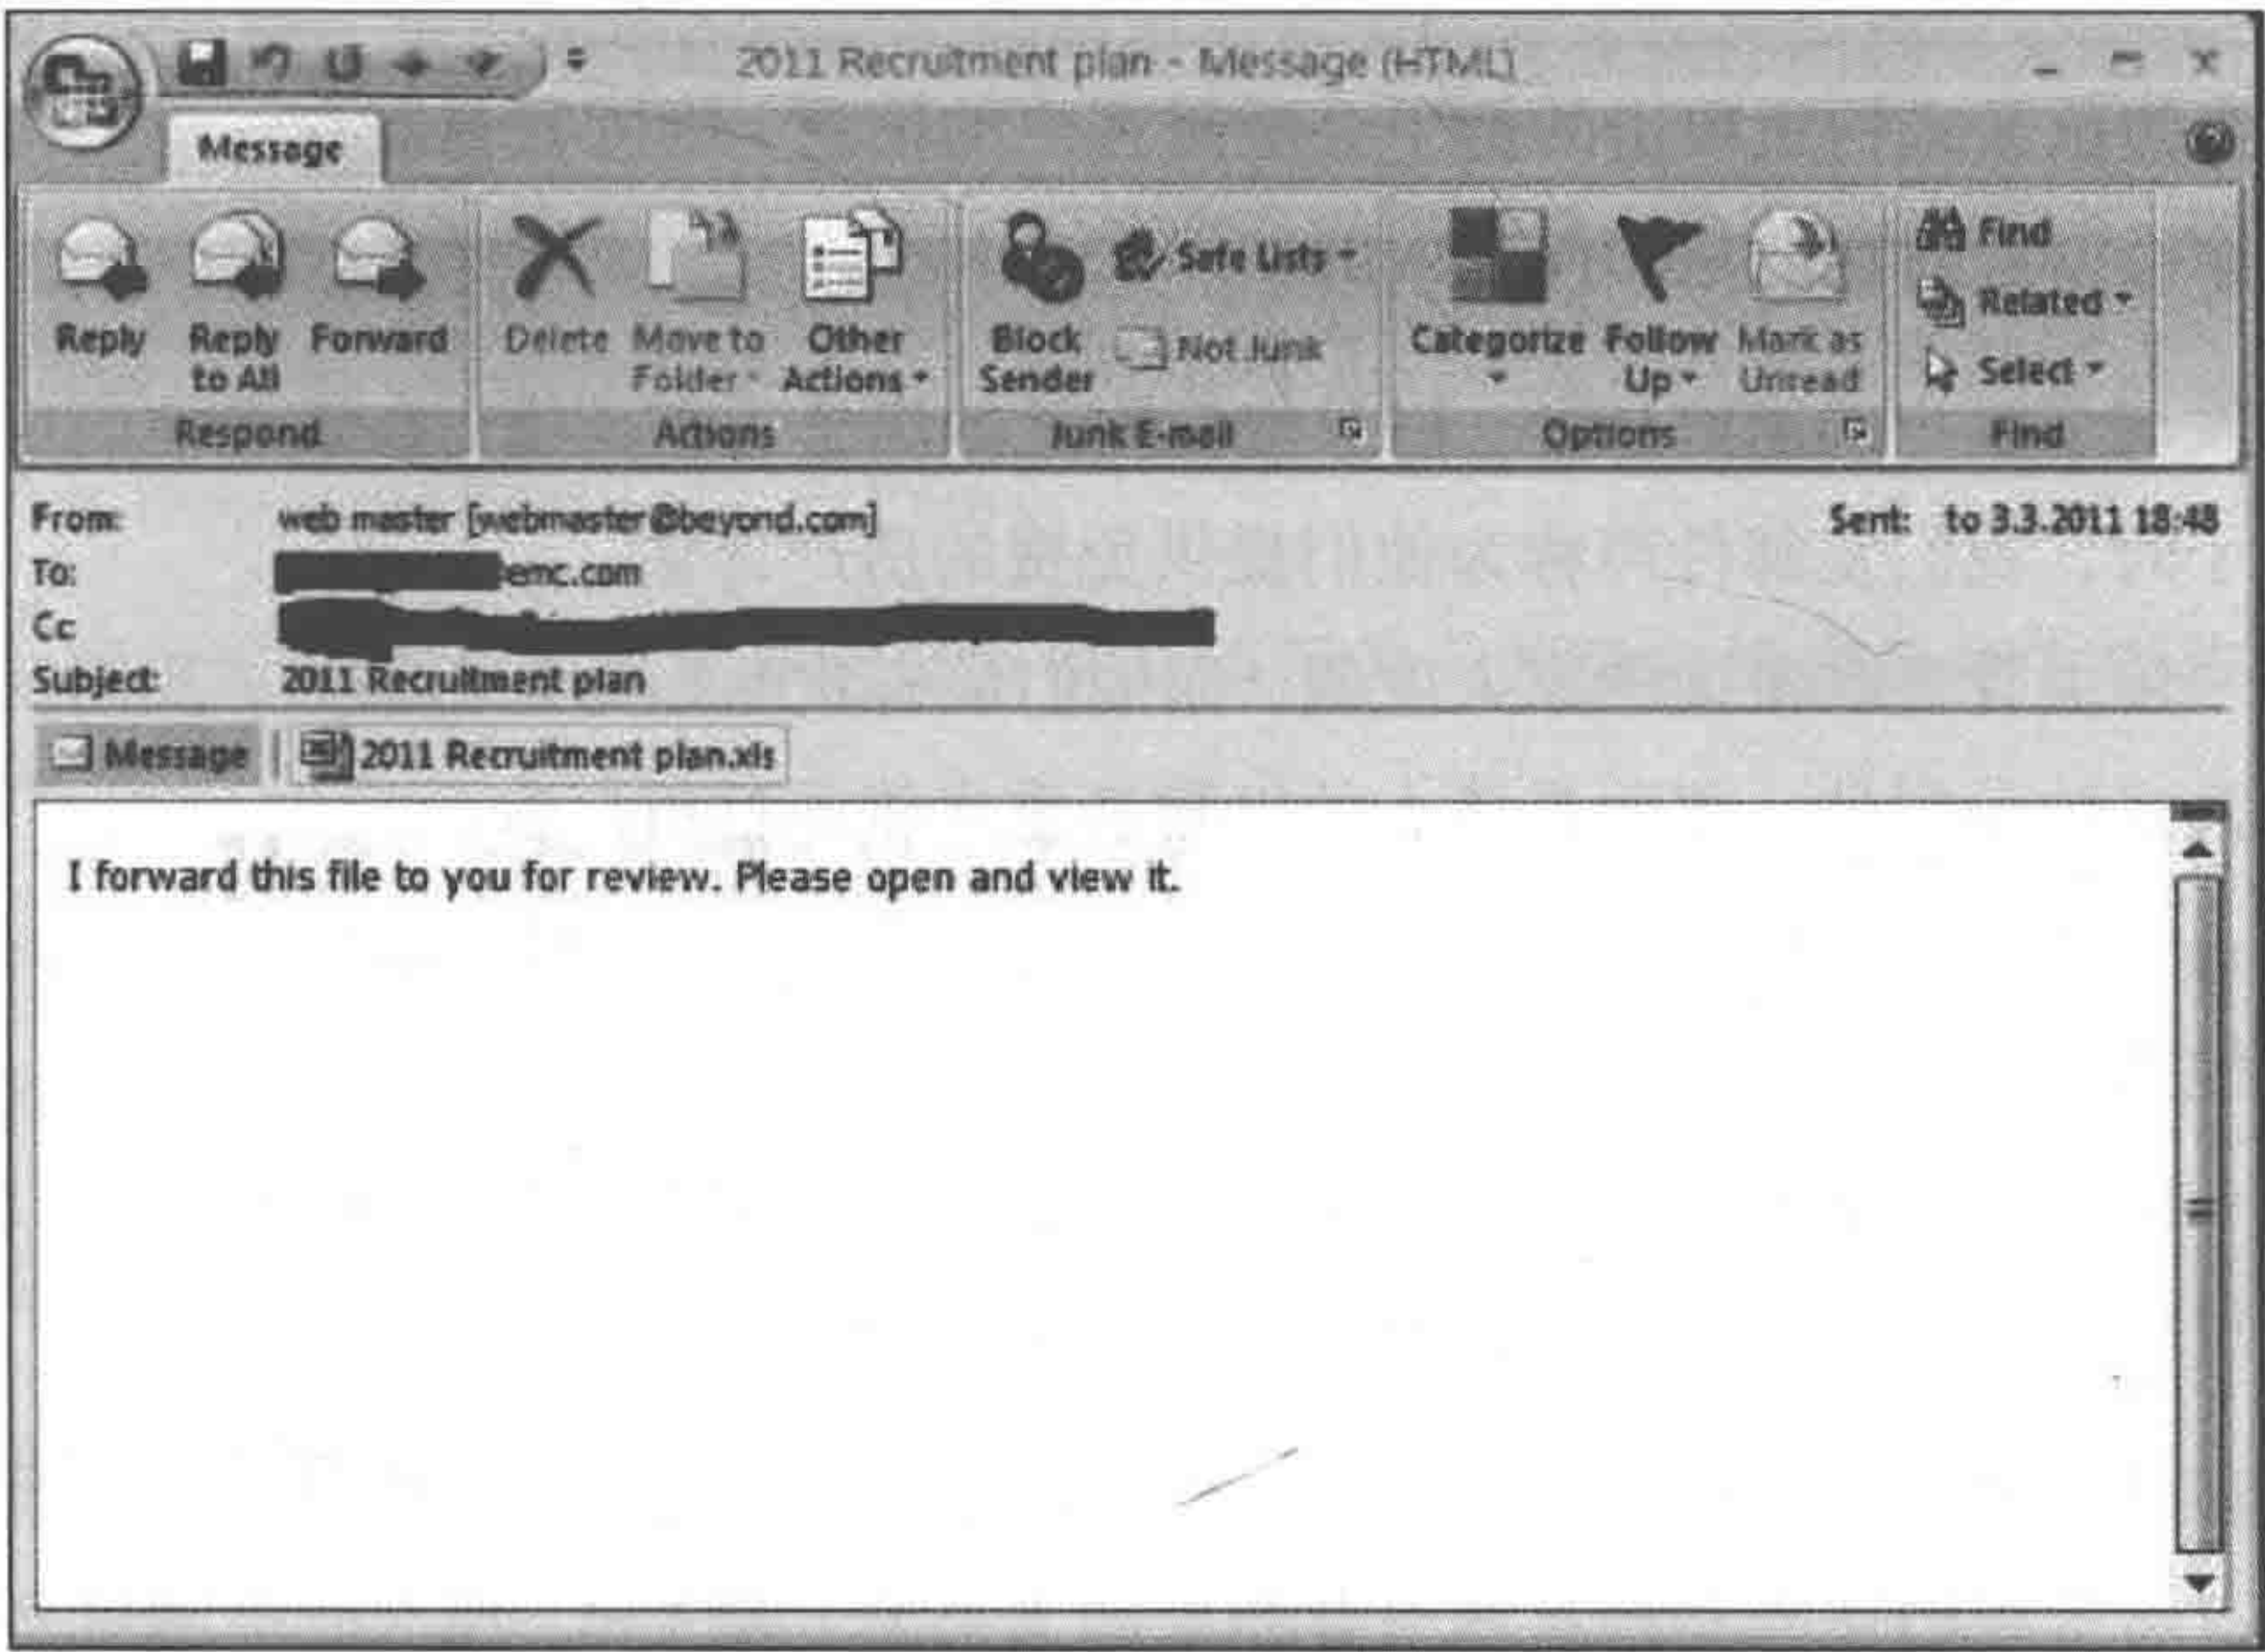 2011 Recruitment plan - Message (HTML)
Message
Reply
Reply to All
Forward
Respond
Delete
Move to Folder
Other Actions
Actions
Block Sender
Safe Lists
Not Junk
Junk E-mail
Categorize
Follow Up
Mark as Unread
Options
Find
Related
Select
Find
From: web master [webmaster@beyond.com] Sent: to 3.3.2011 18:48
To: emc.com
Cc
Subject: 2011 Recruitment plan
Message 2011 Recruitment plan.xls
I forward this file to you for review. Please open and view it.